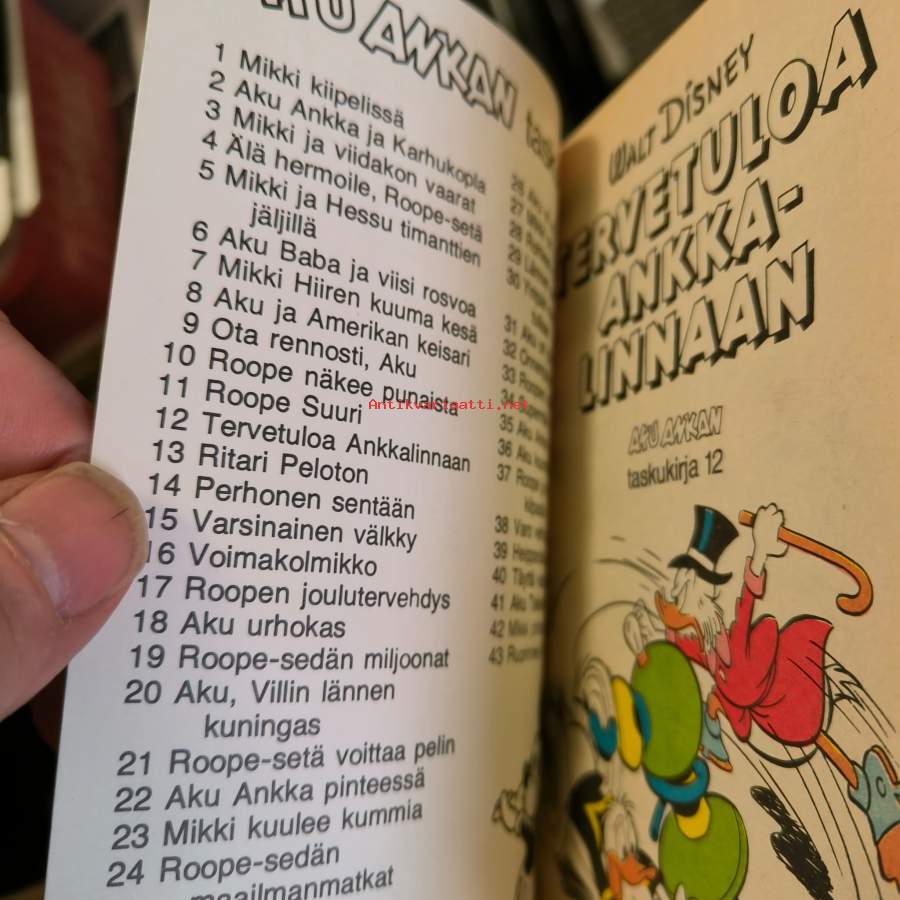 AKU ANKAN
1 Mikki kiipelissä
2 Aku Ankka ja Karhukopla
3 Mikki ja viidakon vaarat
4 Älä hermoile, Roope-setä
5 Mikki ja Hessu timanttien
jäljillä
6 Aku Baba ja viisi rosvoa
7 Mikki Hiiren kuuma kesä
8 Aku ja Amerikan keisari
9 Ota rennosti, Aku
10 Roope näkee punaista
11 Roope Suuri
12 Tervetuloa Ankkalinnaan
13 Ritari Peloton
14 Perhonen sentään
15 Varsinainen välkky
16 Voimakolmikko
17 Roopen joulutervehdys
18 Aku urhokas
19 Roope-sedän miljoonat
20 Aku, Villin lännen
kuningas
21 Roope-setä voittaa pelin
22 Aku Ankka pinteessä
23 Mikki kuulee kummia
24 Roope-sedän
maailmanmatkat
27
28
29
30
31 Aku
32
33
34
35 Aku
36 Aku
37 Roope
38
39
40
41 Aku
42
43
Antikvariaatti.net
WALT DISNEY
TERVETULOA
ANKKA-
LINNAAN
AKU ANKAN
taskukirja 12